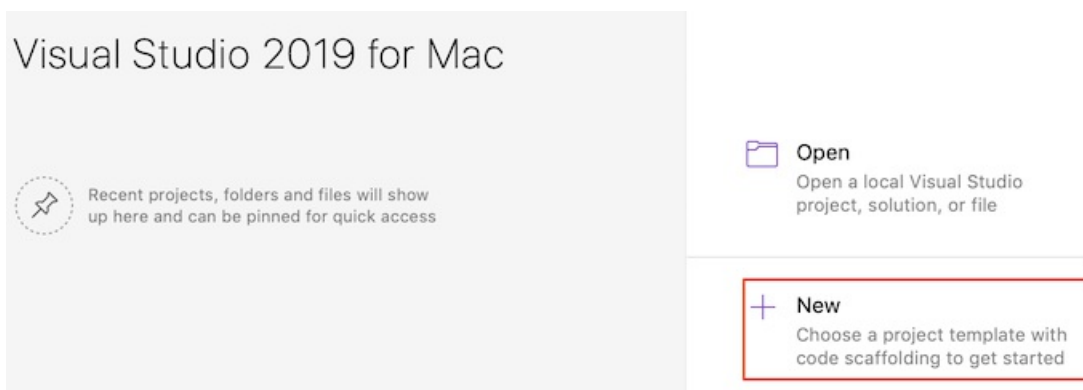 Visual Studio 2019 for Mac
Recent projects, folders and files will show
up here and can be pinned for quick access
Open
Open a local Visual Studio
project, solution, or file
New
Choose a project template with
code scaffolding to get started